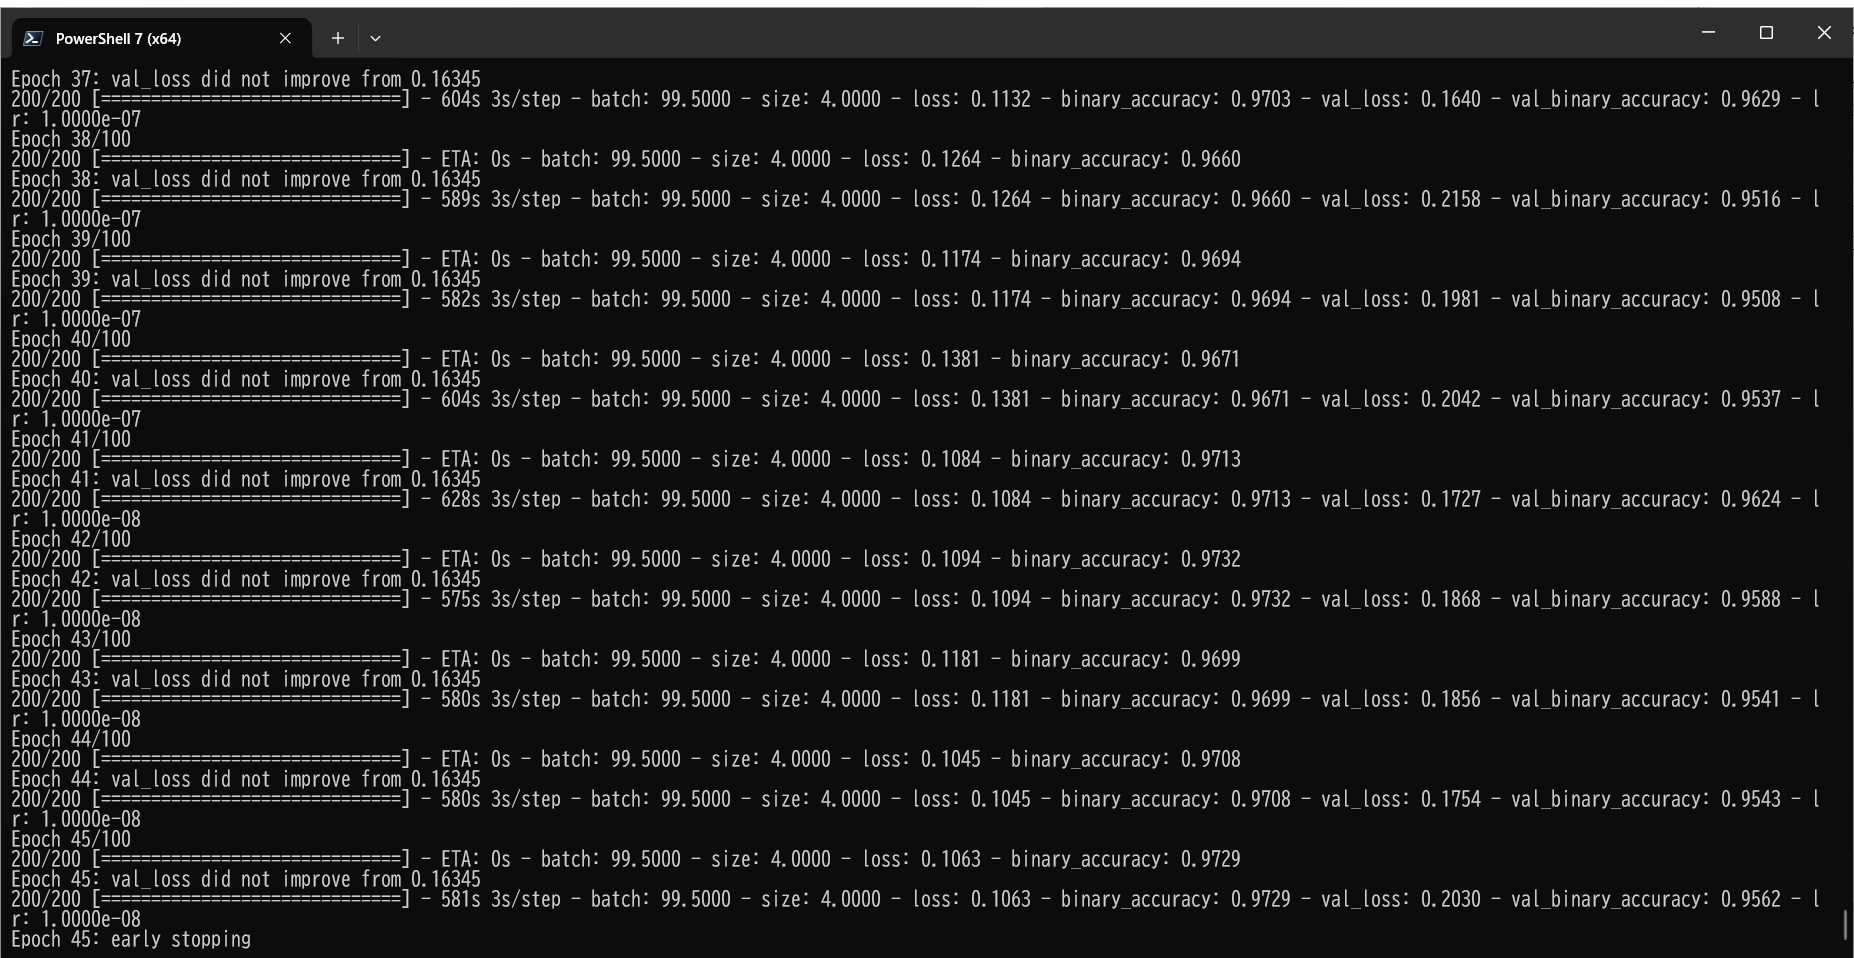 PowerShell 7 (x64)
Epoch 37: val_loss did not improve from 0.16345
200/200 [==============================] - 604s 3s/step - batch: 99.5000 - size: 4.0000 - loss: 0.1132 - binary_accuracy: 0.9703 - val_loss: 0.1640 - val_binary_accuracy: 0.9629 - l
r: 1.0000e-07
Epoch 38/100
200/200 [==============================] - ETA: 0s - batch: 99.5000 - size: 4.0000 - loss: 0.1264 - binary_accuracy: 0.9660
Epoch 38: val_loss did not improve from 0.16345
200/200 [==============================] - 589s 3s/step - batch: 99.5000 - size: 4.0000 - loss: 0.1264 - binary_accuracy: 0.9660 - val_loss: 0.2158 - val_binary_accuracy: 0.9516 - l
r: 1.0000e-07
Epoch 39/100
200/200 [==============================] - ETA: 0s - batch: 99.5000 - size: 4.0000 - loss: 0.1174 - binary_accuracy: 0.9694
Epoch 39: val_loss did not improve from 0.16345
200/200 [==============================] - 582s 3s/step - batch: 99.5000 - size: 4.0000 - loss: 0.1174 - binary_accuracy: 0.9694 - val_loss: 0.1981 - val_binary_accuracy: 0.9508 - l
r: 1.0000e-07
Epoch 40/100
200/200 [==============================] - ETA: 0s - batch: 99.5000 - size: 4.0000 - loss: 0.1381 - binary_accuracy: 0.9671
Epoch 40: val_loss did not improve from 0.16345
200/200 [==============================] - 604s 3s/step - batch: 99.5000 - size: 4.0000 - loss: 0.1381 - binary_accuracy: 0.9671 - val_loss: 0.2042 - val_binary_accuracy: 0.9537 - l
r: 1.0000e-07
Epoch 41/100
200/200 [==============================] - ETA: 0s - batch: 99.5000 - size: 4.0000 - loss: 0.1084 - binary_accuracy: 0.9713
Epoch 41: val_loss did not improve from 0.16345
200/200 [==============================] - 628s 3s/step - batch: 99.5000 - size: 4.0000 - loss: 0.1084 - binary_accuracy: 0.9713 - val_loss: 0.1727 - val_binary_accuracy: 0.9624 - l
r: 1.0000e-08
Epoch 42/100
200/200 [==============================] - ETA: 0s - batch: 99.5000 - size: 4.0000 - loss: 0.1094 - binary_accuracy: 0.9732
Epoch 42: val_loss did not improve from 0.16345
200/200 [==============================] - 575s 3s/step - batch: 99.5000 - size: 4.0000 - loss: 0.1094 - binary_accuracy: 0.9732 - val_loss: 0.1868 - val_binary_accuracy: 0.9588 - l
r: 1.0000e-08
Epoch 43/100
200/200 [==============================] - ETA: 0s - batch: 99.5000 - size: 4.0000 - loss: 0.1181 - binary_accuracy: 0.9699
Epoch 43: val_loss did not improve from 0.16345
200/200 [==============================] - 580s 3s/step - batch: 99.5000 - size: 4.0000 - loss: 0.1181 - binary_accuracy: 0.9699 - val_loss: 0.1856 - val_binary_accuracy: 0.9541 - l
r: 1.0000e-08
Epoch 44/100
200/200 [==============================] - ETA: 0s - batch: 99.5000 - size: 4.0000 - loss: 0.1045 - binary_accuracy: 0.9708
Epoch 44: val_loss did not improve from 0.16345
200/200 [==============================] - 580s 3s/step - batch: 99.5000 - size: 4.0000 - loss: 0.1045 - binary_accuracy: 0.9708 - val_loss: 0.1754 - val_binary_accuracy: 0.9543 - l
r: 1.0000e-08
Epoch 45/100
200/200 [==============================] - ETA: 0s - batch: 99.5000 - size: 4.0000 - loss: 0.1063 - binary_accuracy: 0.9729
Epoch 45: val_loss did not improve from 0.16345
200/200 [==============================] - 581s 3s/step - batch: 99.5000 - size: 4.0000 - loss: 0.1063 - binary_accuracy: 0.9729 - val_loss: 0.2030 - val_binary_accuracy: 0.9562 - l
r: 1.0000e-08
Epoch 45: early stopping